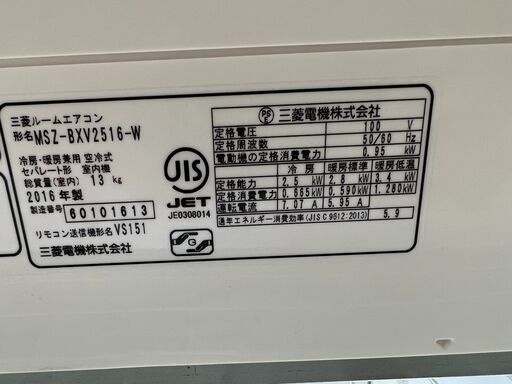 三菱ルームエアコン
形名 MSZ-BXV2516-W
冷房・暖房兼用 空冷式
セパレート形 室内機
総質量(室内) 13 kg
2016 年製
製造番号 60101613
リモコン送信機形名 VS151
三菱電機株式会社
JIS
JET
JE0308014
G
PS
E
三菱電機株式会社
定格電圧 100 V
定格周波数 50/60 Hz
電動機の定格消費電力 0.95 kW
冷房 暖房標準 暖房低温
定格能力 2.5 kW 2.8 kW 3.4 kW
定格消費電力 0.665kW 0.590kW 1.280kW
運転電流 7.07 A 5.95 A
通年エネルギー消費効率(JIS C 9612:2013) 5.9